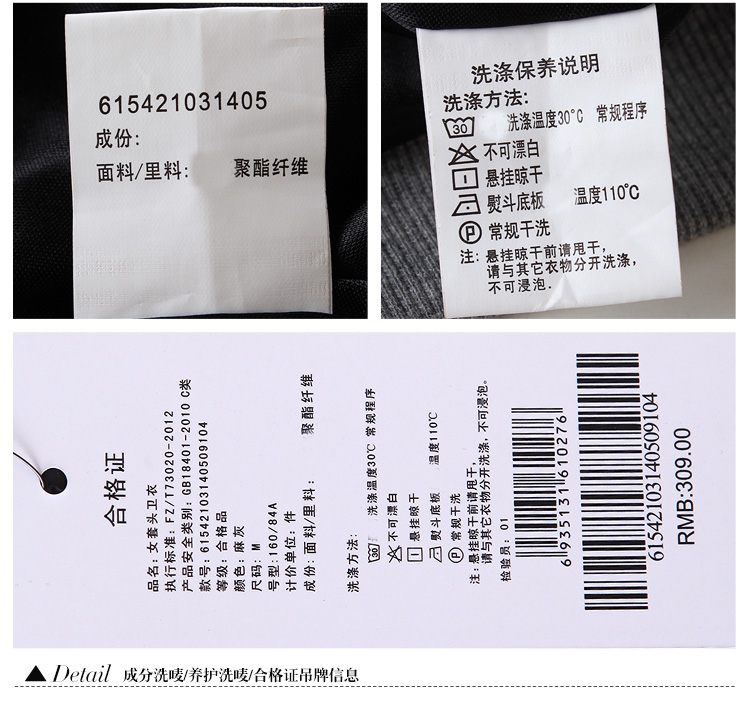 615421031405
成份:
面料/里料: 聚酯纤维
洗涤保养说明
洗涤方法:
30 洗涤温度30℃ 常规程序
不可漂白
悬挂晾干
熨斗底板 温度110℃
P 常规干洗
注: 悬挂晾干前请甩干,
请与其它衣物分开洗涤,
不可浸泡.
合格证
品名: 女套头卫衣
执行标准: FZ/T73020-2012
产品安全类别: GB18401-2010 C类
款号: 61542103140509104
等级: 合格品
颜色: 麻灰
尺码: M
号型: 160/84A
计价单位: 件
成份: 面料/里料: 聚酯纤维
洗涤方法:
30 洗涤温度30℃ 常规程序
不可漂白
悬挂晾干
熨斗底板 温度110℃
P 常规干洗
注: 悬挂晾干前请甩干,
请与其它衣物分开洗涤, 不可浸泡。
检验员: 01
6935131610276
61542103140509104
RMB:309.00
Detail 成分洗唛/养护洗唛/合格证吊牌信息